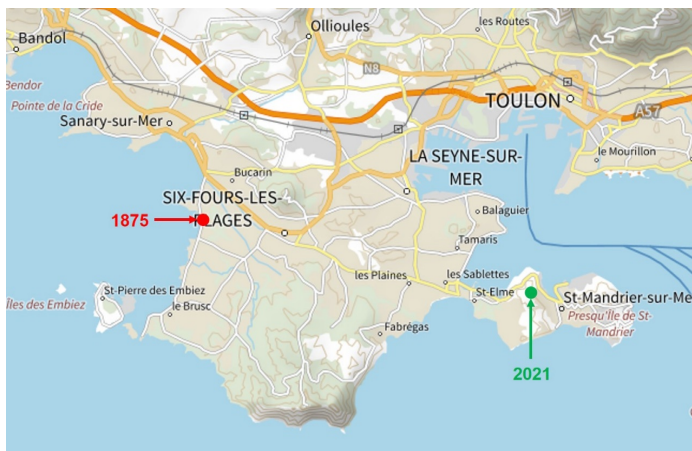 Ollioules
les Routes
Bandol
N8
Bendor
TOULON
Pointe de la Cride
A57
Sanary-sur-Mer
le Mourillon
LA SEYNE-SUR-
MER
Bucarin
SIX-FOURS-LES-
PLAGES
1875
Balaguier
Tamaris
les Plaines
les Sablettes
St-Pierre des Embiez
St-Elme
St-Mandrier-sur-Me
Îles des Embiez
le Brusc
Presqu'Île de St-
Mandrier
Fabrégas
2021